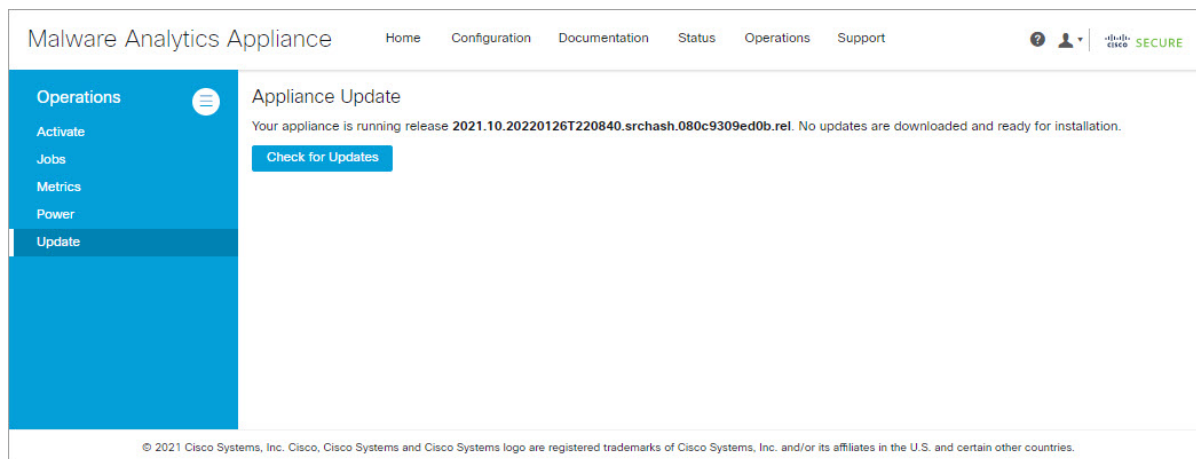 Malware Analytics Appliance
Home Configuration Documentation Status Operations Support
? cisco SECURE
Operations
Activate
Jobs
Metrics
Power
Update
Appliance Update
Your appliance is running release 2021.10.20220126T220840.srchash.080c9309ed0b.rel. No updates are downloaded and ready for installation.
Check for Updates
© 2021 Cisco Systems, Inc. Cisco, Cisco Systems and Cisco Systems logo are registered trademarks of Cisco Systems, Inc. and/or its affiliates in the U.S. and certain other countries.